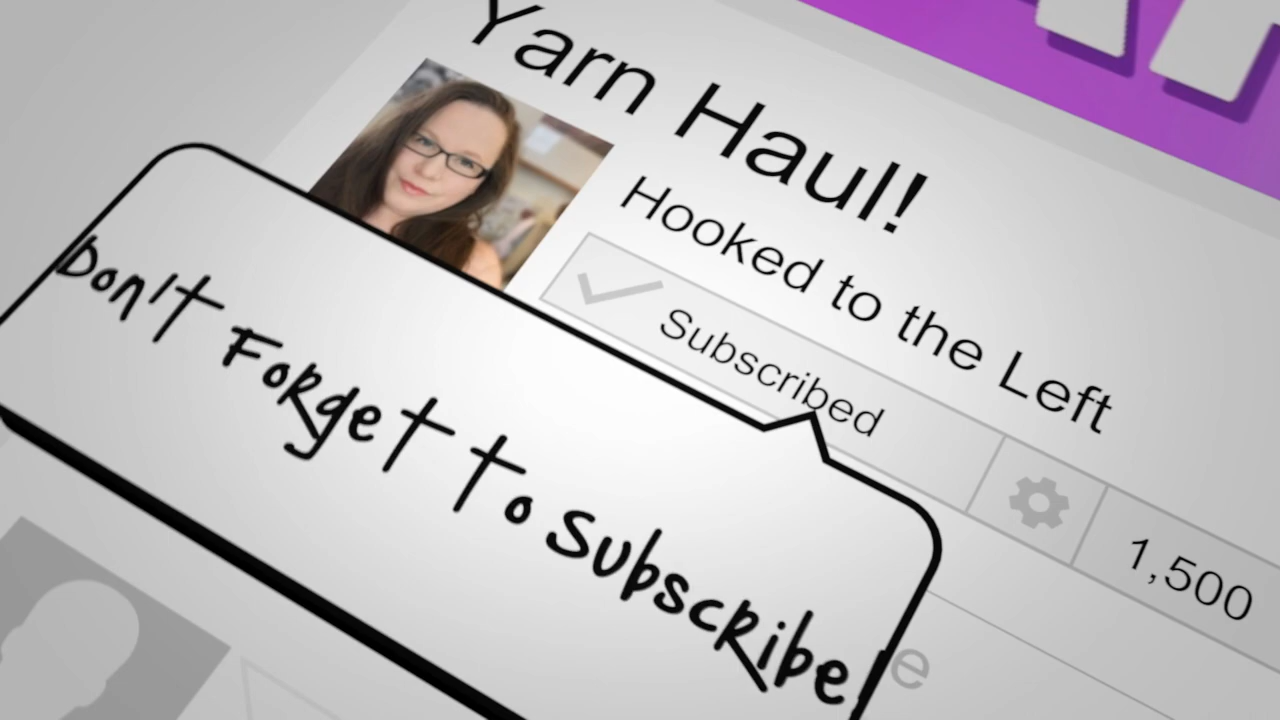 Yarn Haul!
Hooked to the Left
Subscribed
1,500
Don't Forget to Subscribe!